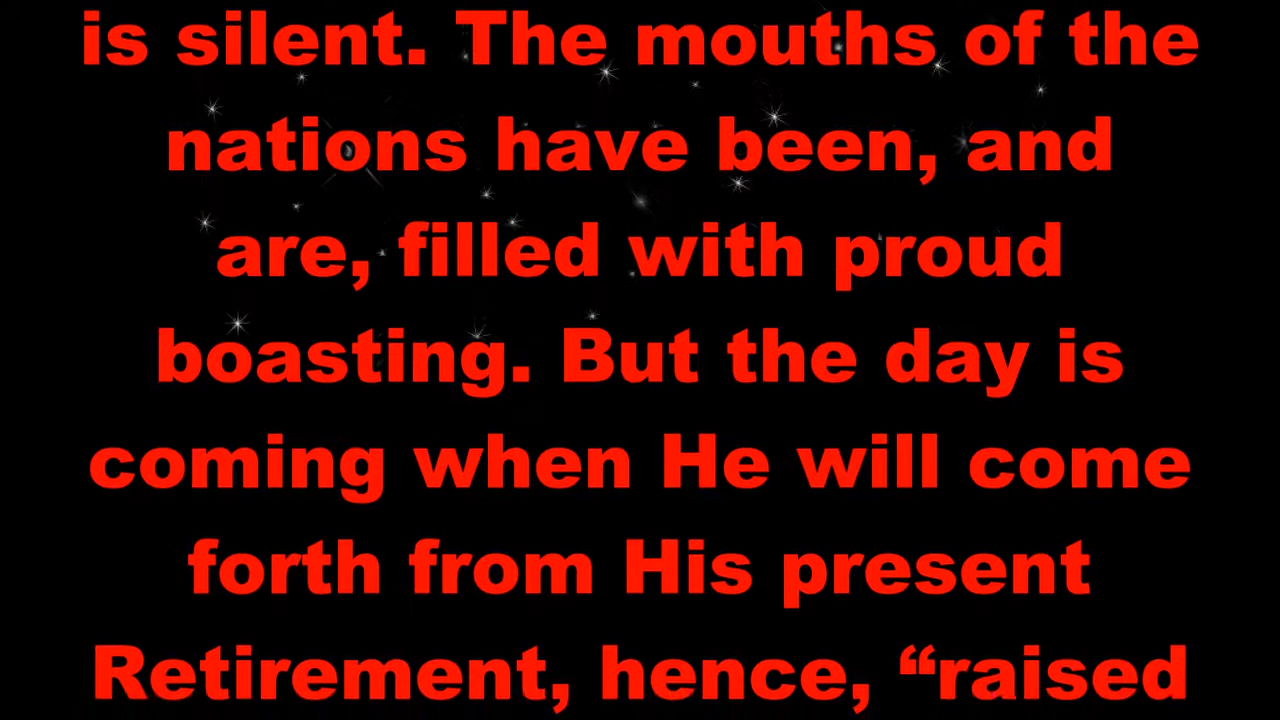 is silent. The mouths of the
nations have been, and
are, filled with proud
boasting. But the day is
coming when He will come
forth from His present
Retirement, hence, “raised